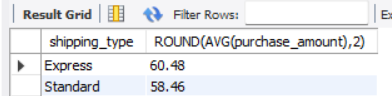 Result Grid Filter Rows: Ex
shipping_type ROUND(AVG(purchase_amount),2)
Express 60.48
Standard 58.46